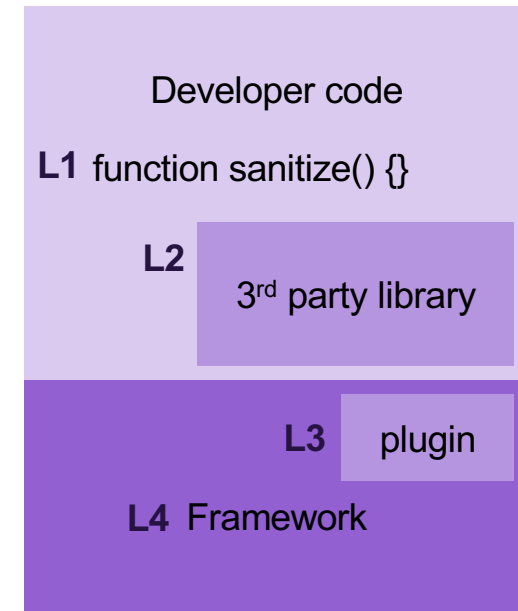 Developer code
L1 function sanitize() {}
L2
3rd party library
L3 plugin
L4 Framework